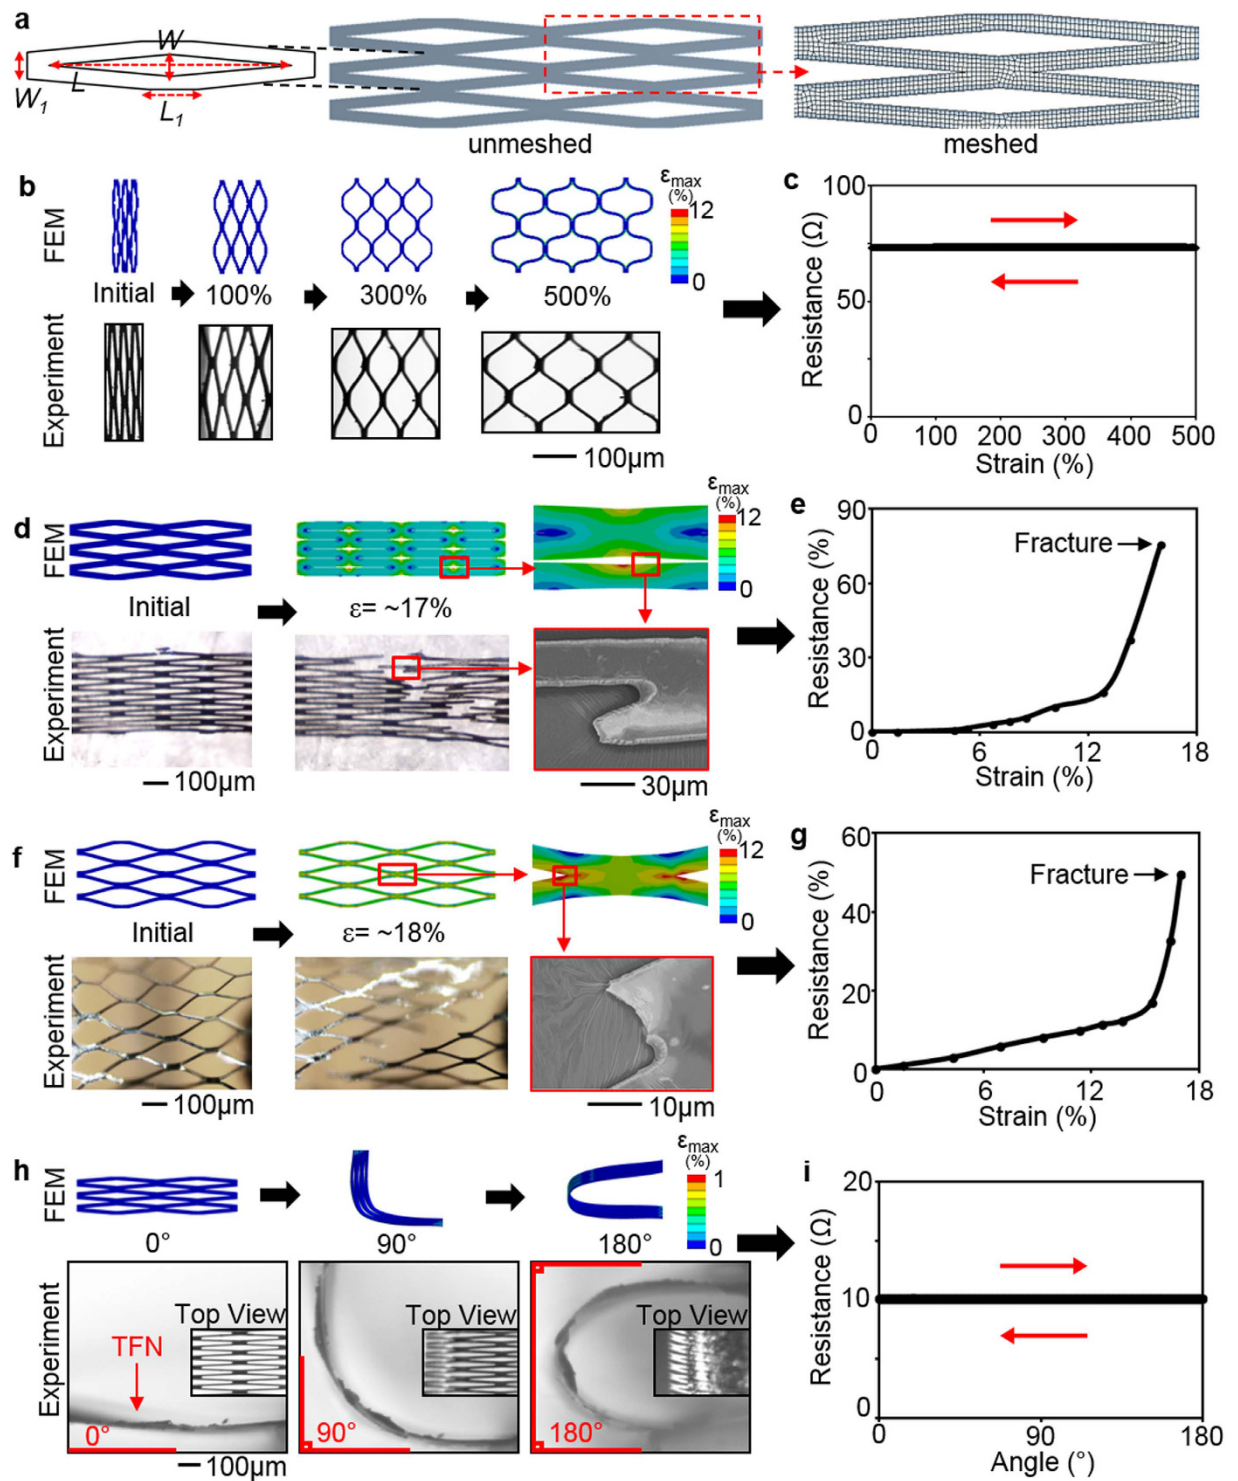 a
W
W₁
L
L₁
unmeshed
meshed
b
FEM
Initial
100%
300%
500%
εmax
(%)
12
0
Experiment
100µm
c
Resistance (Ω)
100
50
0
0 100 200 300 400 500
Strain (%)
d
FEM
Initial
ε= ~17%
εmax
(%)
12
0
Experiment
100µm
30µm
e
Resistance (%)
90
60
30
0
Fracture
0 6 12 18
Strain (%)
f
FEM
Initial
ε= ~18%
εmax
(%)
12
0
Experiment
100µm
10µm
g
Resistance (%)
60
40
20
0
Fracture
0 6 12 18
Strain (%)
h
FEM
0°
90°
180°
εmax
(%)
1
0
Experiment
TFN
Top View
0°
Top View
90°
Top View
180°
100µm
i
Resistance (Ω)
20
10
0
0 90 180
Angle (°)